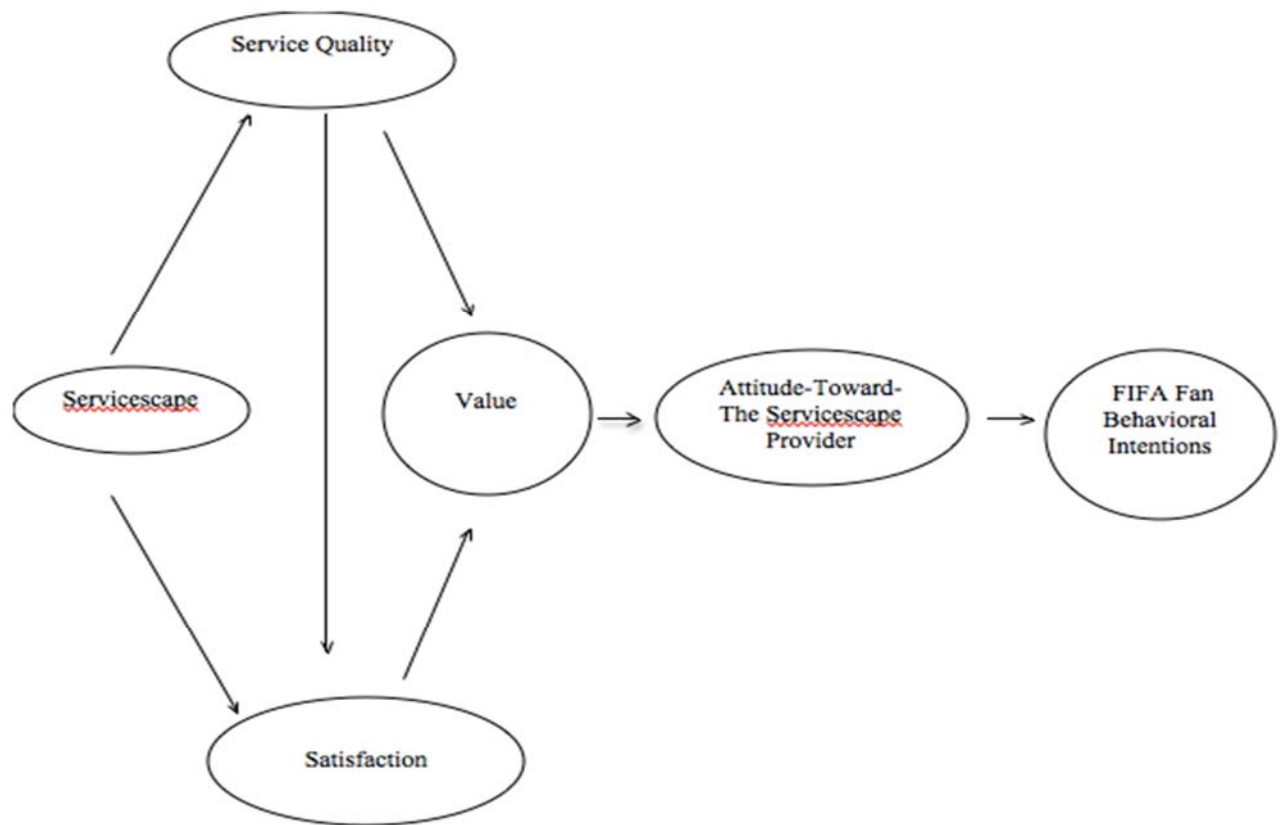 Service Quality
Servicescape
Value
Attitude-Toward-
The Servicescape
Provider
FIFA Fan
Behavioral
Intentions
Satisfaction